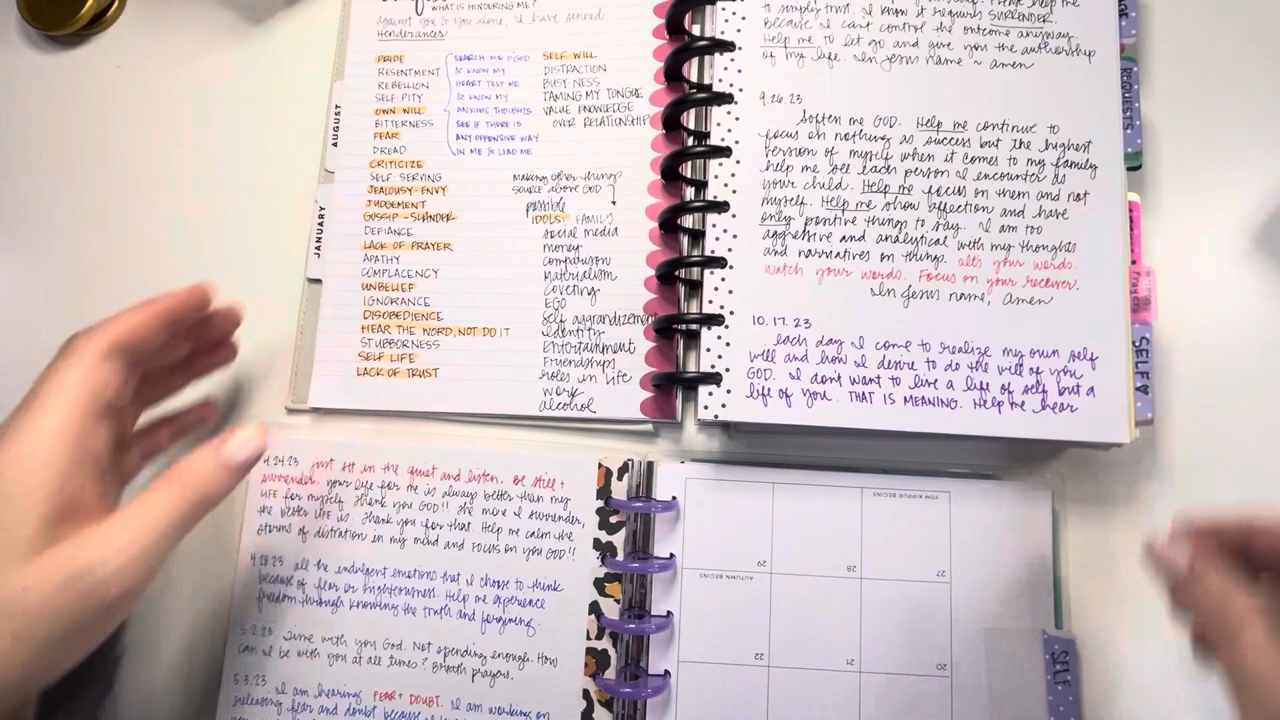 WHAT IS HINDERING ME?
against you & you alone, I have sinned
Henderances
PRIDE
RESENTMENT
REBELLION
SELF PITY
OWN WILL
BITTERNESS
FEAR
DREAD
CRITICIZE
SELF-SERVING
JEALOUSY-ENVY
JUDGEMENT
GOSSIP-SLANDER
DEFIANCE
LACK OF PRAYER
APATHY
COMPLACENCY
UNBELIEF
IGNORANCE
DISOBEDIENCE
HEAR THE WORD, NOT DO IT
STUBBORNESS
SELF LIFE
LACK OF TRUST
SEARCH ME O GOD
& KNOW MY
HEART TEST ME
& KNOW MY
ANXIOUS THOUGHTS
SEE IF THERE IS
ANY OFFENSIVE WAY
IN ME & LEAD ME
SELF WILL
DISTRACTION
BUSY-NESS
TAMING MY TONGUE
VALUE KNOWLEDGE
OVER RELATIONSHIP
making other things
source above GOD
possible
IDOLS: FAMILY
social media
money
comparison
materialism
coveting
EGO
self aggrandizement
identity
Entertainment
Friendships
roles in life
work
alcohol
AUGUST
JANUARY
to simply trust. I know it requires SURRENDER.
Because I can't control the outcome anyway.
Help me to let go and give you the authorship
of my life. In Jesus name ~ amen
9.26.23
Soften me GOD. Help me continue to
focus on nothing as success but the highest
version of myself when it comes to my family
help me see each person I encounter as
your child. Help me focus on them and not
myself. Help me show affection and have
only positive things to say. I am too
aggressive and analytical with my thoughts
and narratives on things. alts your words.
watch your words. Focus on your receiver.
In Jesus name, Amen
10.17.23
each day I come to realize my own self
will and how I desire to do the will of you
GOD. I don't want to live a life of self but a
life of you. THAT IS MEANING. Help me hear
REQUESTS
PRAYERS
SELF ♥
4.24.23 just sit in the quiet and listen. Be still +
surrender. your life for me is always better than my
LIFE for myself thank you GOD!! The more I surrender,
the better LIFE is. Thank you for that Help me calm the
storms of distration in my mind and FOCUS ON YOU GOD!!
4.28.23 all the indulgent emotions that I choose to think
because of fear or righteousness. Help me experience
freedom through knowing the truth and forgiving.
5.2.23 Time with you God. Not spending enough. How
can I be with you at all times? Breath prayers.
5.3.23
I am hearing FEAR + DOUBT. I am working on
releasing fear and doubt because
YOM KIPPUR BEGINS
29
28
27
AUTUMN BEGINS
22
21
20
SELF